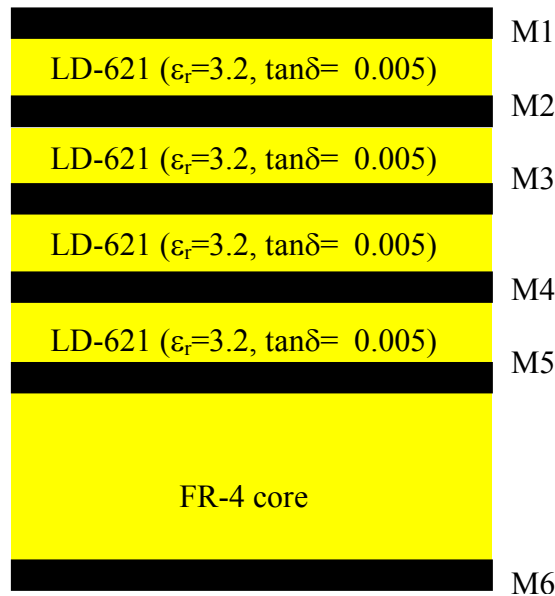 M1
LD-621 (εr=3.2, tanδ= 0.005)
M2
LD-621 (εr=3.2, tanδ= 0.005)
M3
LD-621 (εr=3.2, tanδ= 0.005)
M4
LD-621 (εr=3.2, tanδ= 0.005)
M5
FR-4 core
M6